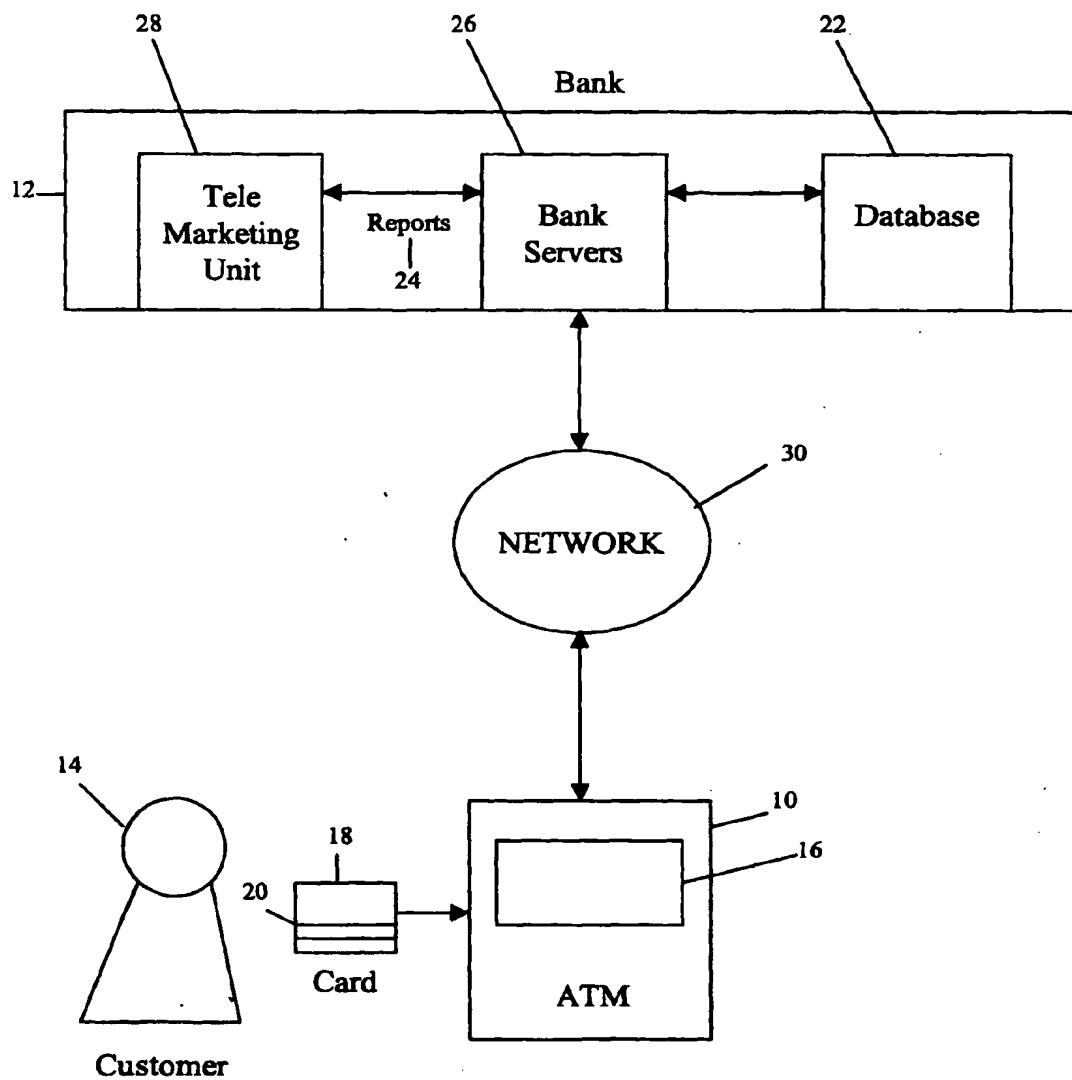 28
26
22
Bank
12
Tele
Marketing
Unit
Reports
24
Bank
Servers
Database
30
NETWORK
14
18
20
Card
10
16
ATM
Customer